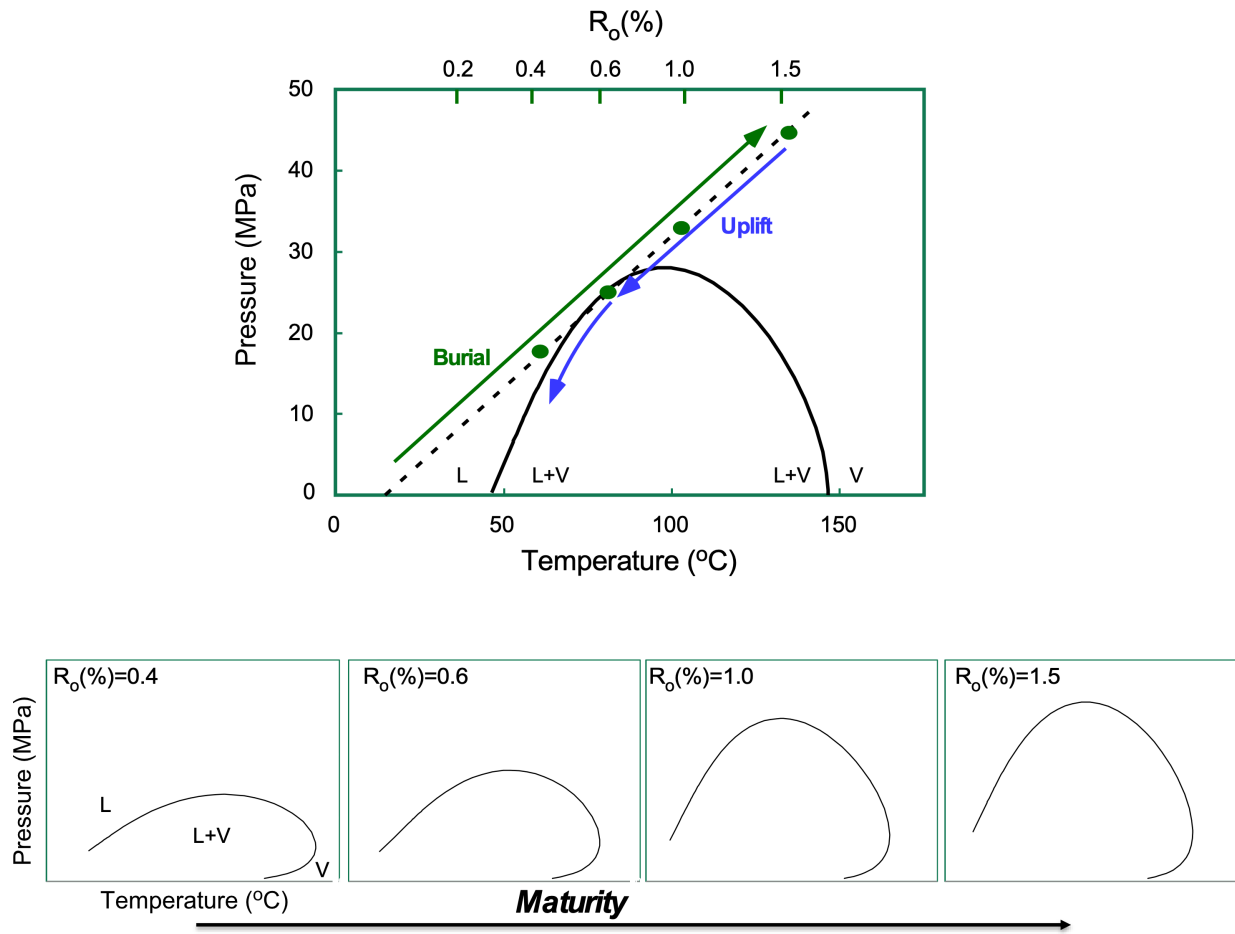 Ro(%)
0.2 0.4 0.6 1.0 1.5
50
40
30
20
10
0
Pressure (MPa)
Burial
Uplift
L L+V L+V V
0 50 100 150
Temperature (ºC)
Ro(%)=0.4 Ro(%)=0.6 Ro(%)=1.0 Ro(%)=1.5
Pressure (MPa)
L
L+V
V
Temperature (ºC)
Maturity